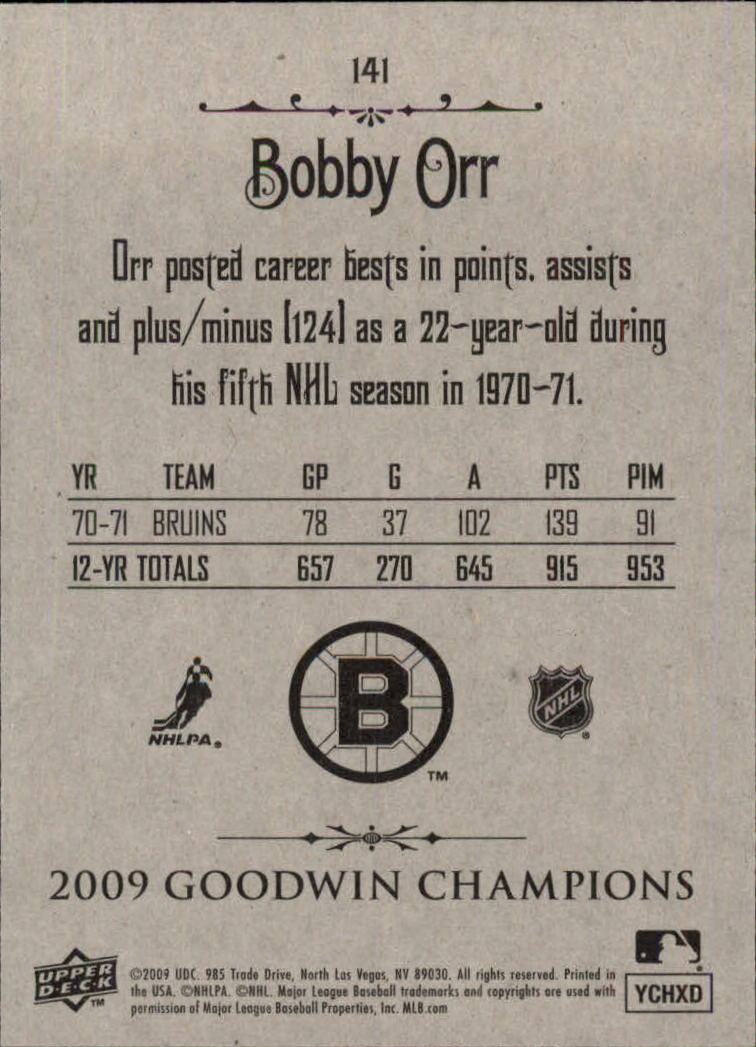 141
Bobby Orr
Orr posted career bests in points, assists
and plus/minus [124] as a 22-year-old during
his fifth NHL season in 1970-71.
YR TEAM GP G A PTS PIM
70-71 BRUINS 78 37 102 139 91
12-YR TOTALS 657 270 645 915 953
NHLPA®
B
TM
NHL
®
2009 GOODWIN CHAMPIONS
UPPER
D·E·C·K
TM
©2009 UDC. 985 Trade Drive, North Las Vegas, NV 89030. All rights reserved. Printed in
the USA. ©NHLPA. ©NHL. Major League Baseball trademarks and copyrights are used with
permission of Major League Baseball Properties, Inc. MLB.com
®
YCHXD